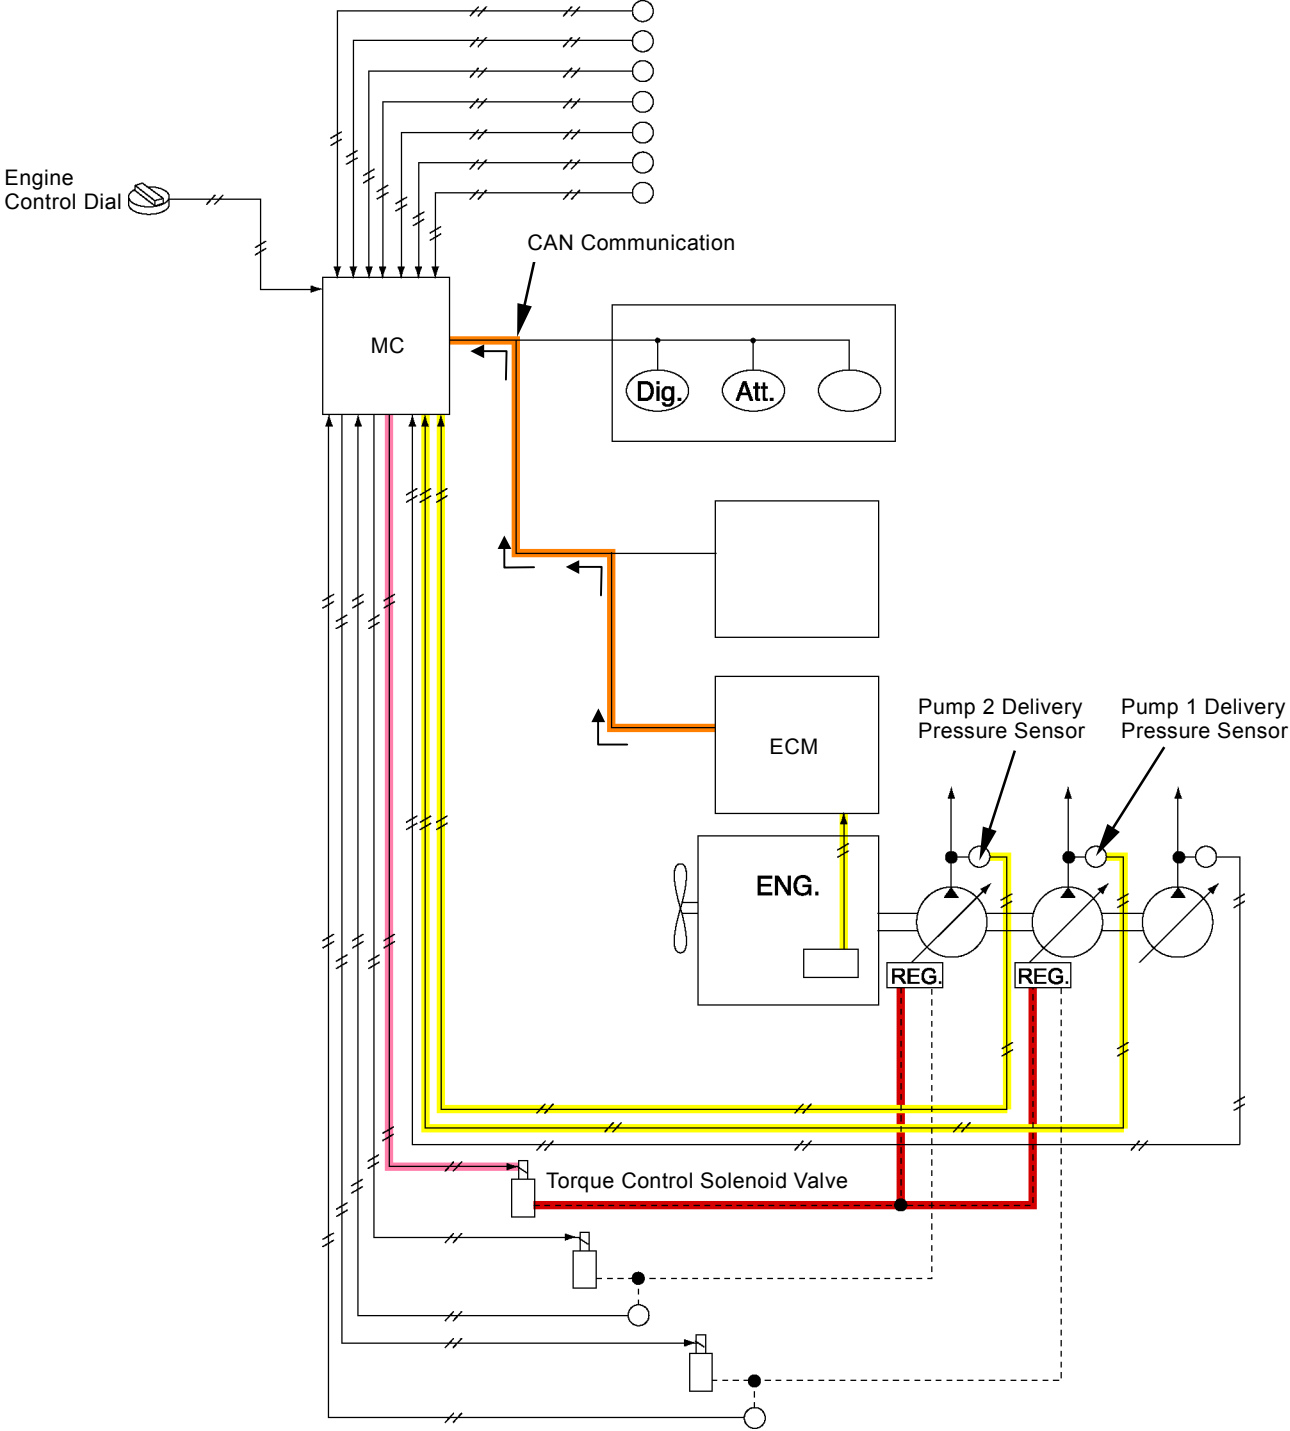 Engine
Control Dial
CAN Communication
MC
Dig.
Att.
Pump 2 Delivery
Pressure Sensor
Pump 1 Delivery
Pressure Sensor
ECM
ENG.
REG.
REG.
Torque Control Solenoid Valve